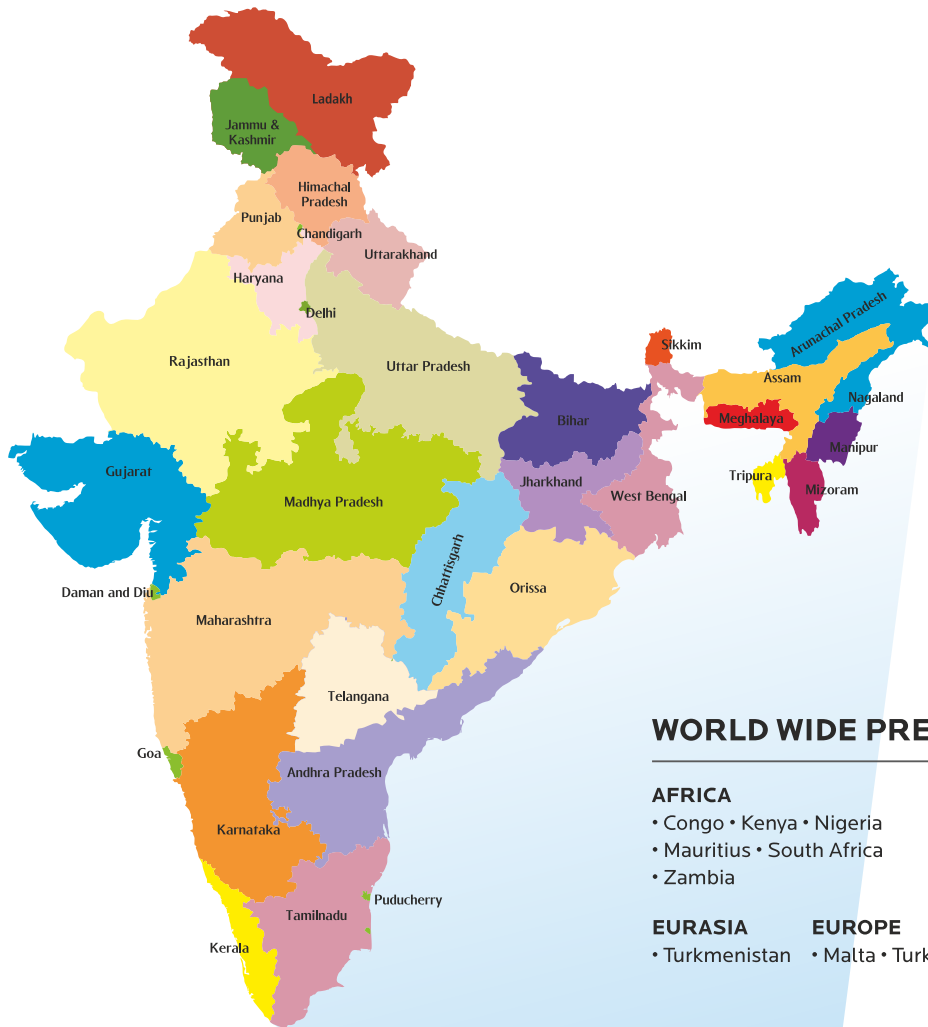 Ladakh
Jammu &
Kashmir
Himachal
Pradesh
Punjab
Chandigarh
Uttarakhand
Haryana
Delhi
Rajasthan
Uttar Pradesh
Sikkim
Arunachal Pradesh
Assam
Nagaland
Meghalaya
Manipur
Bihar
Tripura
Mizoram
Gujarat
Madhya Pradesh
Jharkhand
West Bengal
Chhattisgarh
Orissa
Daman and Diu
Maharashtra
Telangana
Goa
Andhra Pradesh
Karnataka
Puducherry
Tamilnadu
Kerala
WORLD WIDE PRE
AFRICA
• Congo • Kenya • Nigeria
• Mauritius • South Africa
• Zambia
EURASIA
• Turkmenistan
EUROPE
• Malta • Turk